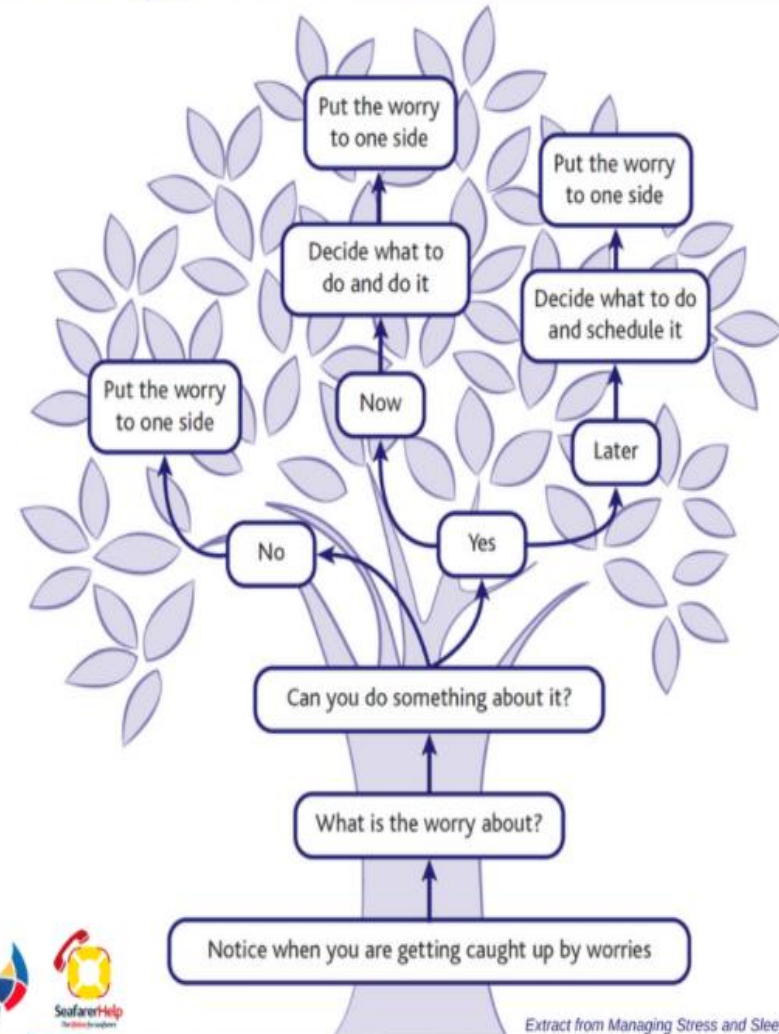 Put the worry
to one side
Put the worry
to one side
Decide what to
do and do it
Decide what to do
and schedule it
Put the worry
to one side
Now
Later
No
Yes
Can you do something about it?
What is the worry about?
Notice when you are getting caught up by worries
SeafarerHelp
Extract from Managing Stress and Slee